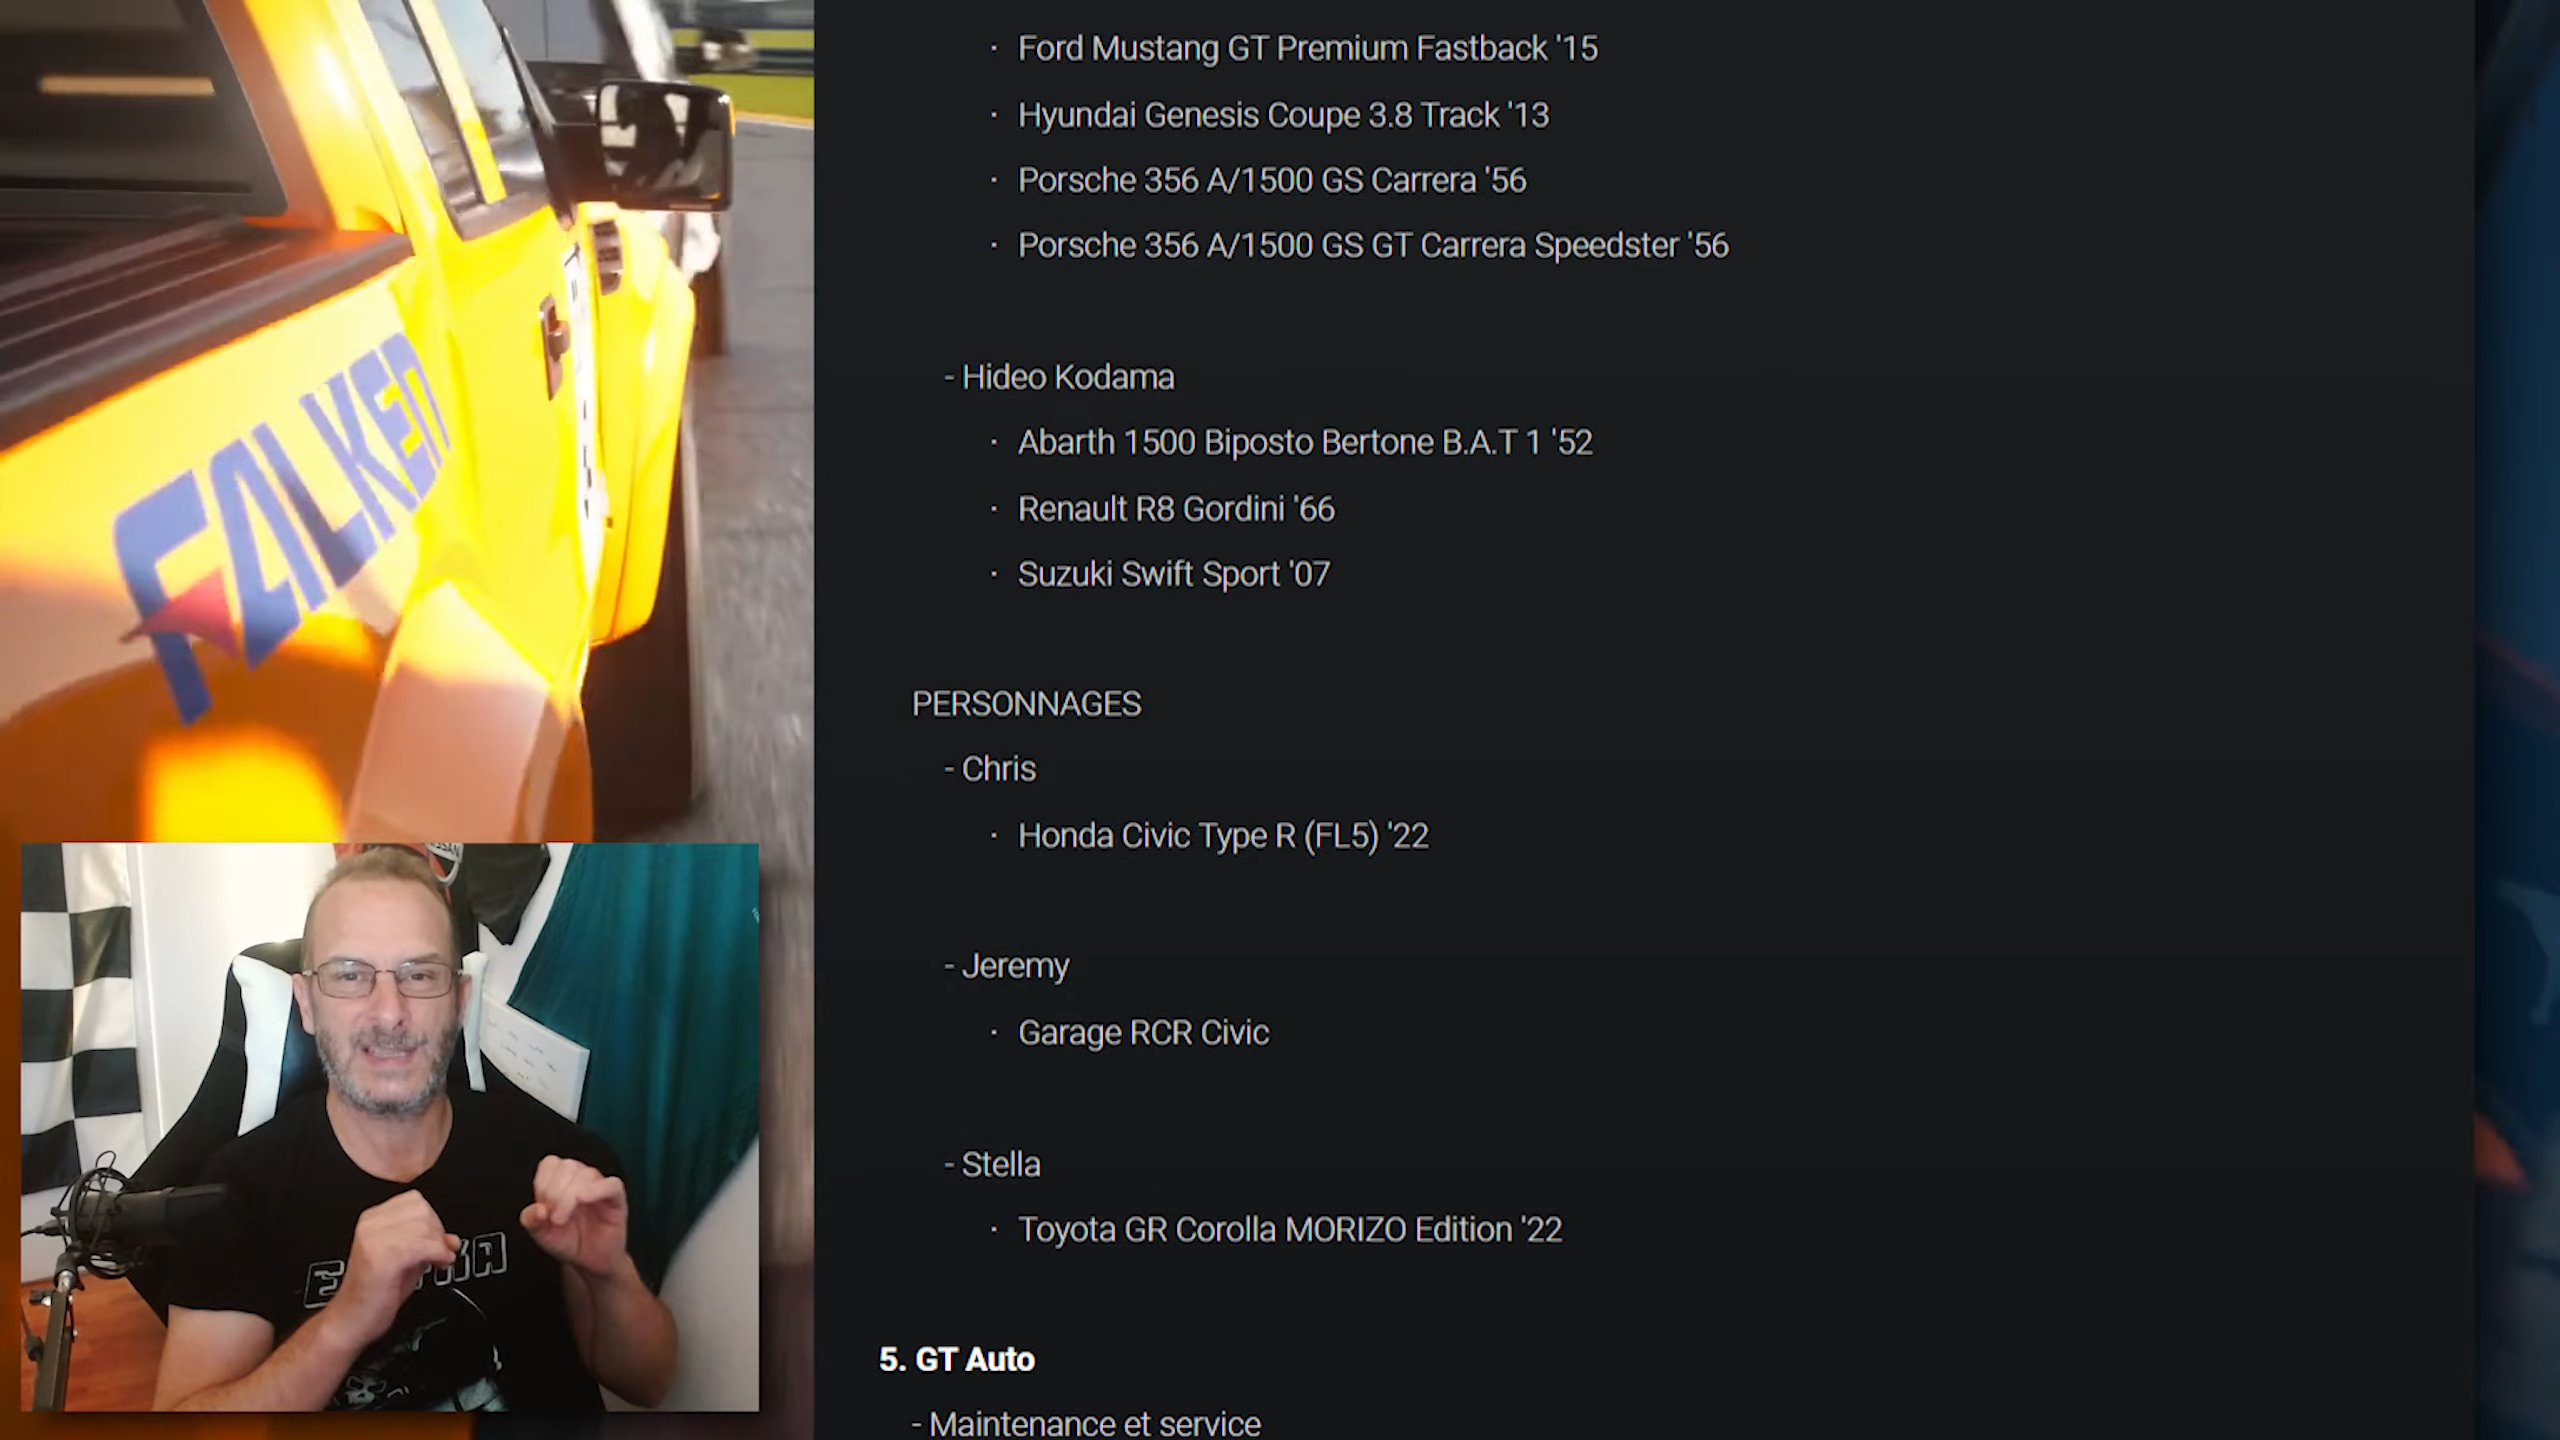 · Ford Mustang GT Premium Fastback '15
· Hyundai Genesis Coupe 3.8 Track '13
· Porsche 356 A/1500 GS Carrera '56
· Porsche 356 A/1500 GS GT Carrera Speedster '56
- Hideo Kodama
· Abarth 1500 Biposto Bertone B.A.T 1 '52
· Renault R8 Gordini '66
· Suzuki Swift Sport '07
PERSONNAGES
- Chris
· Honda Civic Type R (FL5) '22
- Jeremy
· Garage RCR Civic
- Stella
· Toyota GR Corolla MORIZO Edition '22
5. GT Auto
- Maintenance et service
FALKEN